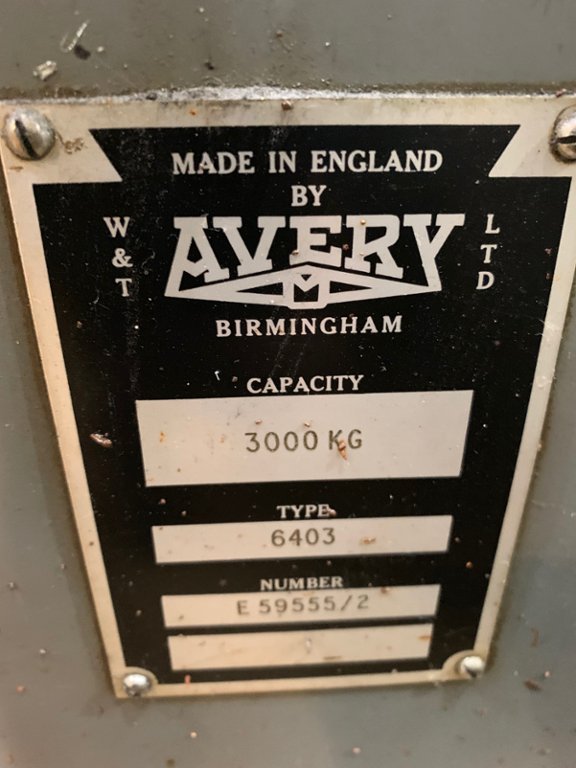 MADE IN ENGLAND
BY
W&T AVERY LTD
BIRMINGHAM
CAPACITY
3000 KG
TYPE
6403
NUMBER
E 59555/2